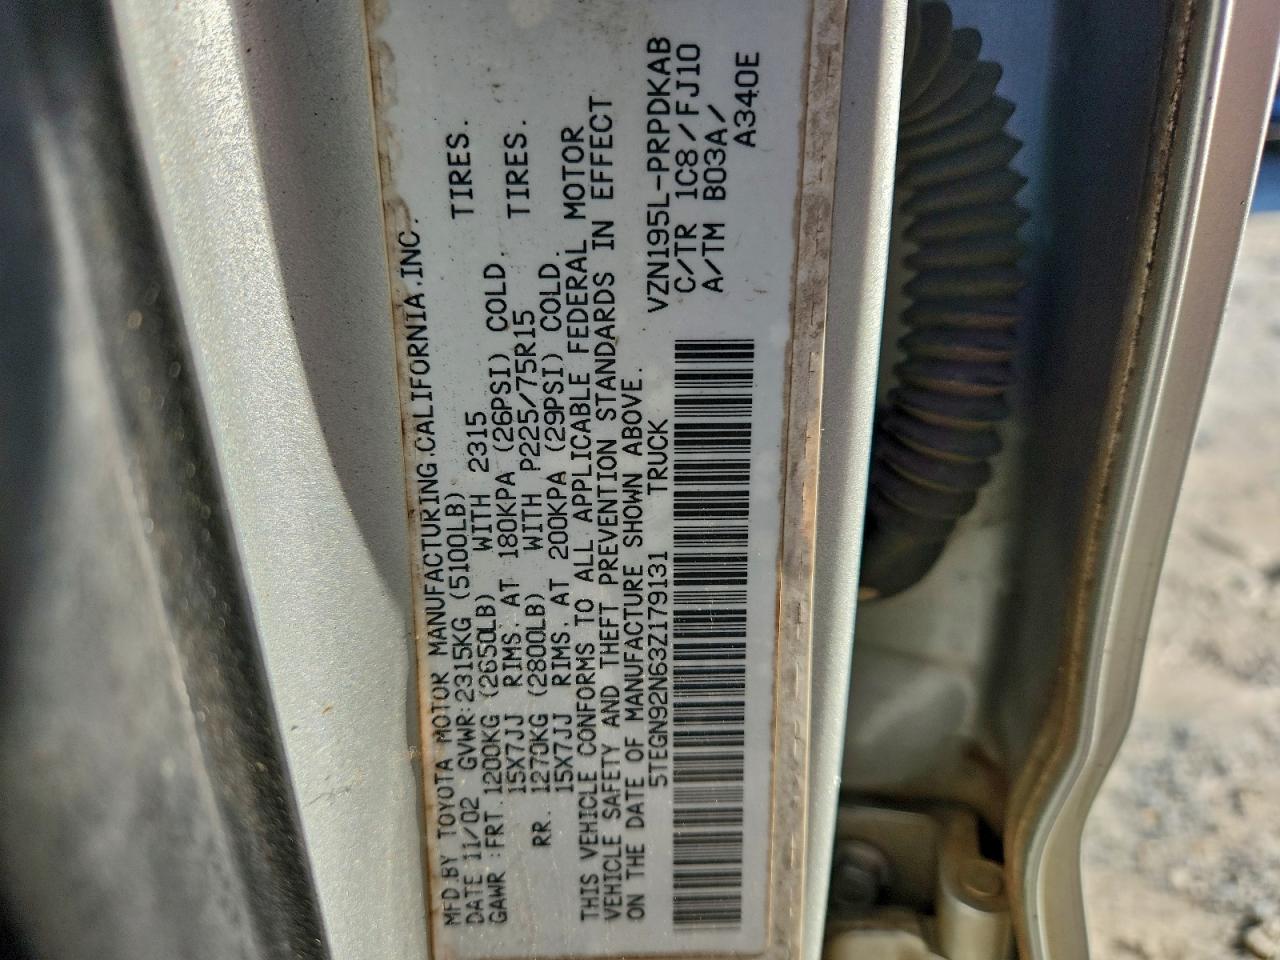 MFD.BY TOYOTA MOTOR MANUFACTURING.CALIFORNIA.INC.
DATE 11/02 GVWR:2315KG (5100LB)
GAWR :FRT.1200KG (2650LB) WITH 2315 TIRES.
15X7JJ RIMS.AT 180KPA (26PSI) COLD.
RR. 1270KG (2800LB) WITH P225/75R15 TIRES.
15X7JJ RIMS.AT 200KPA (29PSI) COLD.
THIS VEHICLE CONFORMS TO ALL APPLICABLE FEDERAL MOTOR
VEHICLE SAFETY AND THEFT PREVENTION STANDARDS IN EFFECT
ON THE DATE OF MANUFACTURE SHOWN ABOVE.
5TEGN92N63Z179131 TRUCK
VZN195L-PRPDKAB
C/TR 1C8/FJ10
A/TM B03A/
A340E